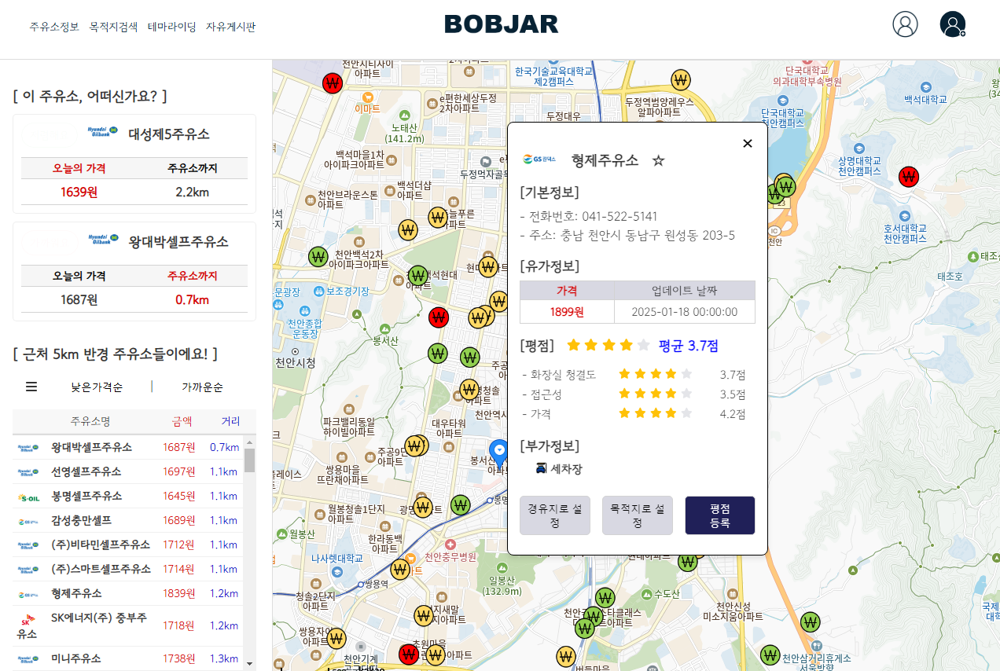 주유소정보 목적지검색 테마라이딩 자유게시판
BOBJAR
[ 이 주유소, 어떠신가요? ]
Hyundai Oilbank 대성제5주유소
오늘의 가격 주유소까지
1639원 2.2km
Hyundai Oilbank 왕대박셀프주유소
오늘의 가격 주유소까지
1687원 0.7km
[ 근처 5km 반경 주유소들이에요! ]
낮은가격순 | 가까운순
주유소명 금액 거리
왕대박셀프주유소 1687원 0.7km
선영셀프주유소 1697원 1.1km
S-OIL 봉명셀프주유소 1645원 1.1km
감성충만셀프 1689원 1.1km
(주)비타민셀프주유소 1712원 1.1km
(주)스마트셀프주유소 1714원 1.1km
형제주유소 1839원 1.2km
SK SK에너지(주) 중부주
유소 1718원 1.2km
미니주유소 1738원 1.3km
천안시티자이
아파트
이마트
e편한세상두정
2차아파트
노태산
(141.2m)
한국기술교육대학교
제2캠퍼스
두정역범양레우스
알파아파트
두정대우
단국대학교
의과대학부속병원
단국대학교
천안캠퍼스
백석대학교
상명대학교
천안캠퍼스
호서대학교
천안캠퍼스
태조호
백석마을1차
아이파크아파트
두정먹자골목
천안브라운스톤
아파트
백석더샵
아파트
늘푸른
아파트
천안백석2차
아이파크아파트
백석현대
아파트
보조경기장
천안종합
운동장
봉서산
천안시청
파크밸리동일
하이빌아파트
대우타워
아파트
천안역사
주공9단
아파트
쌍용마을
뜨란채아파트
월봉청솔1단지
아파트
월봉산
한라동백
아파트
나사렛대학교
천안충무병원
일봉산
(132.9m)
쌍용역
청솔2단지
아파트
초원마을
천안기계
수도산
천안신성
미소지움아파트
천안삼거리휴게소
서울방향
버들마을
GS칼텍스 형제주유소 ☆
[기본정보]
- 전화번호: 041-522-5141
- 주소: 충남 천안시 동남구 원성동 203-5
[유가정보]
가격 업데이트 날짜
1899원 2025-01-18 00:00:00
[평점] 평균 3.7점
- 화장실 청결도 3.7점
- 접근성 3.5점
- 가격 4.2점
[부가정보]
세차장
경유지로 설
정
목적지로 설
정
평점
등록